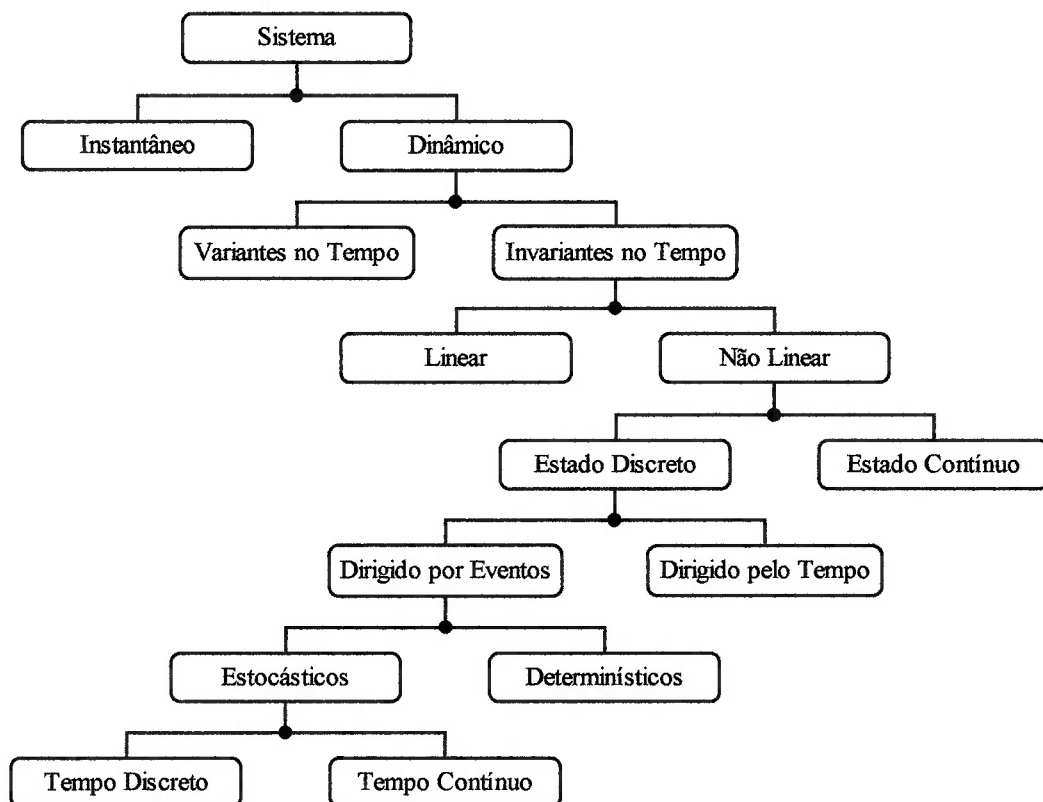 Sistema
Instantâneo
Dinâmico
Variantes no Tempo
Invariantes no Tempo
Linear
Não Linear
Estado Discreto
Estado Contínuo
Dirigido por Eventos
Dirigido pelo Tempo
Estocásticos
Determinísticos
Tempo Discreto
Tempo Contínuo